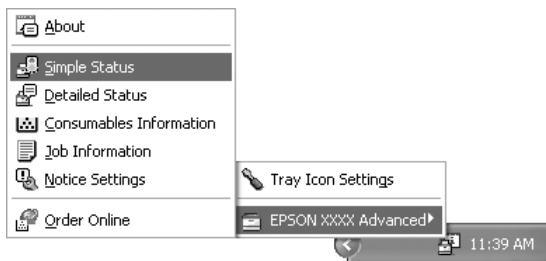 About
Simple Status
Detailed Status
Consumables Information
Job Information
Notice Settings
Order Online
Tray Icon Settings
EPSON XXXX Advanced
11:39 AM